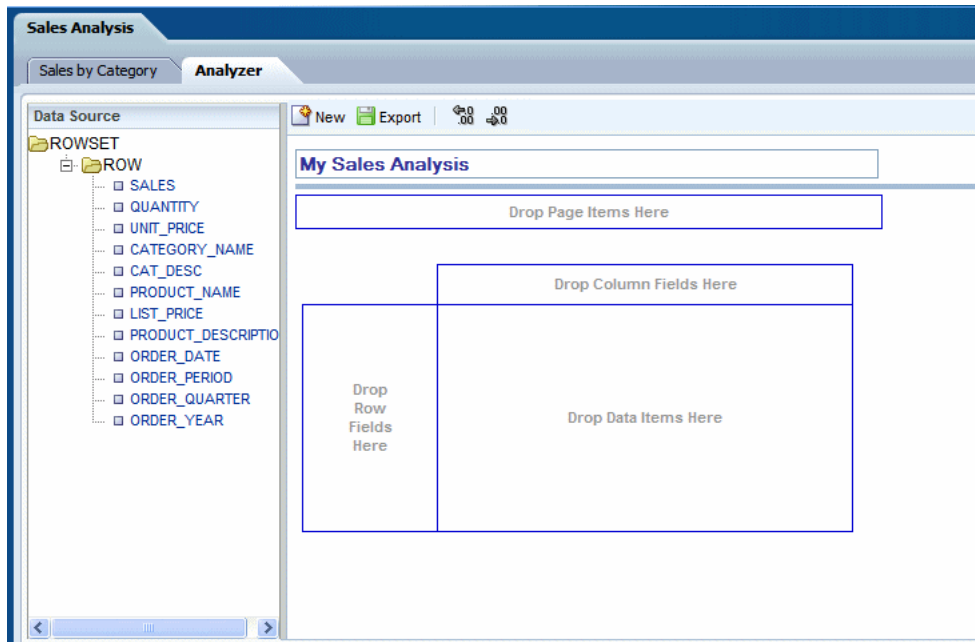 Sales Analysis
Sales by Category
Analyzer
Data Source
New
Export
.00
.00
ROWSET
ROW
SALES
QUANTITY
UNIT_PRICE
CATEGORY_NAME
CAT_DESC
PRODUCT_NAME
LIST_PRICE
PRODUCT_DESCRIPTIO
ORDER_DATE
ORDER_PERIOD
ORDER_QUARTER
ORDER_YEAR
My Sales Analysis
Drop Page Items Here
Drop Column Fields Here
Drop
Row
Fields
Here
Drop Data Items Here